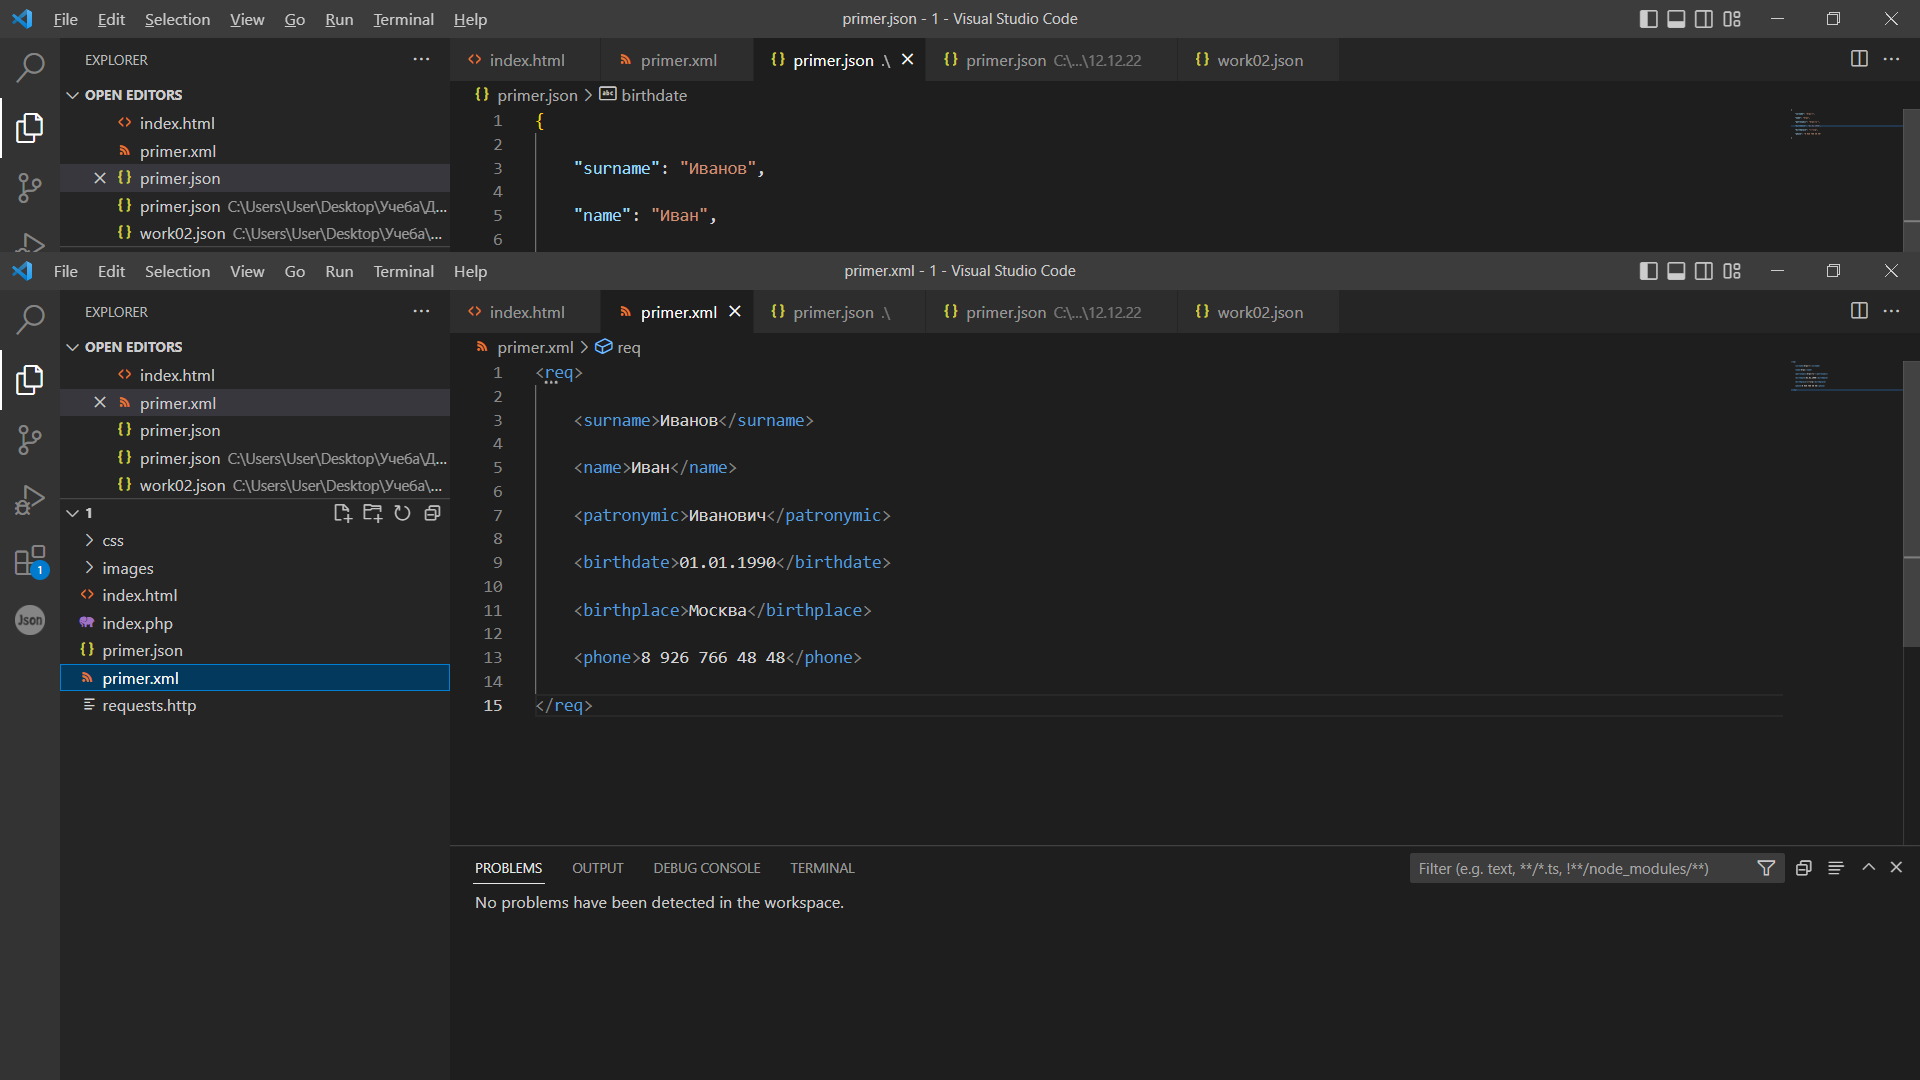 File Edit Selection View Go Run Terminal Help primer.json - 1 - Visual Studio Code
EXPLORER
index.html primer.xml primer.json .\ primer.json C:\...\12.12.22 work02.json
OPEN EDITORS
primer.json > birthdate
index.html
primer.xml
primer.json
primer.json C:\Users\User\Desktop\Учеба\Д...
work02.json C:\Users\User\Desktop\Учеба\...
1 {
2
3 "surname": "Иванов",
4
5 "name": "Иван",
6
File Edit Selection View Go Run Terminal Help primer.xml - 1 - Visual Studio Code
EXPLORER
index.html primer.xml primer.json .\ primer.json C:\...\12.12.22 work02.json
OPEN EDITORS
primer.xml > req
index.html
primer.xml
primer.json
primer.json C:\Users\User\Desktop\Учеба\Д...
work02.json C:\Users\User\Desktop\Учеба\...
1
css
images
index.html
index.php
primer.json
primer.xml
requests.http
1
Json
1 <req>
2
3 <surname>Иванов</surname>
4
5 <name>Иван</name>
6
7 <patronymic>Иванович</patronymic>
8
9 <birthdate>01.01.1990</birthdate>
10
11 <birthplace>Москва</birthplace>
12
13 <phone>8 926 766 48 48</phone>
14
15 </req>
PROBLEMS OUTPUT DEBUG CONSOLE TERMINAL Filter (e.g. text, **/*.ts, !**/node_modules/**)
No problems have been detected in the workspace.